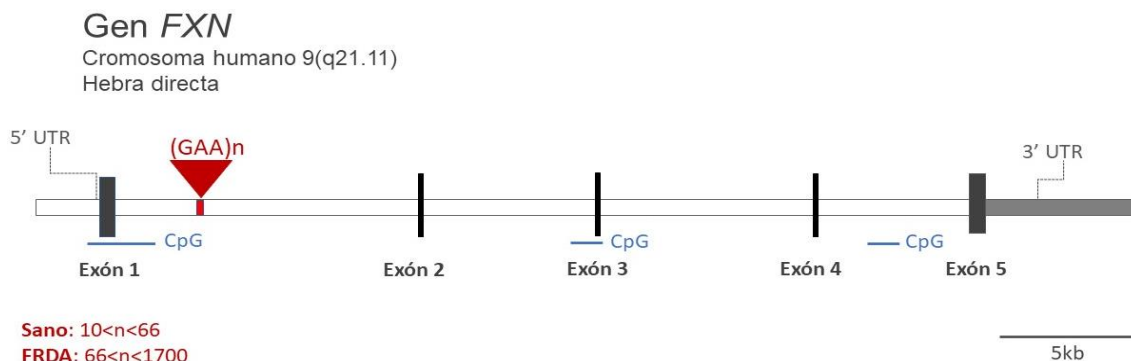 Gen FXN
Cromosoma humano 9(q21.11)
Hebra directa
5' UTR
(GAA)n
3' UTR
CpG
CpG
CpG
Exón 1
Exón 2
Exón 3
Exón 4
Exón 5
Sano: 10<n<66
FRDA: 66<n<1700
5kb